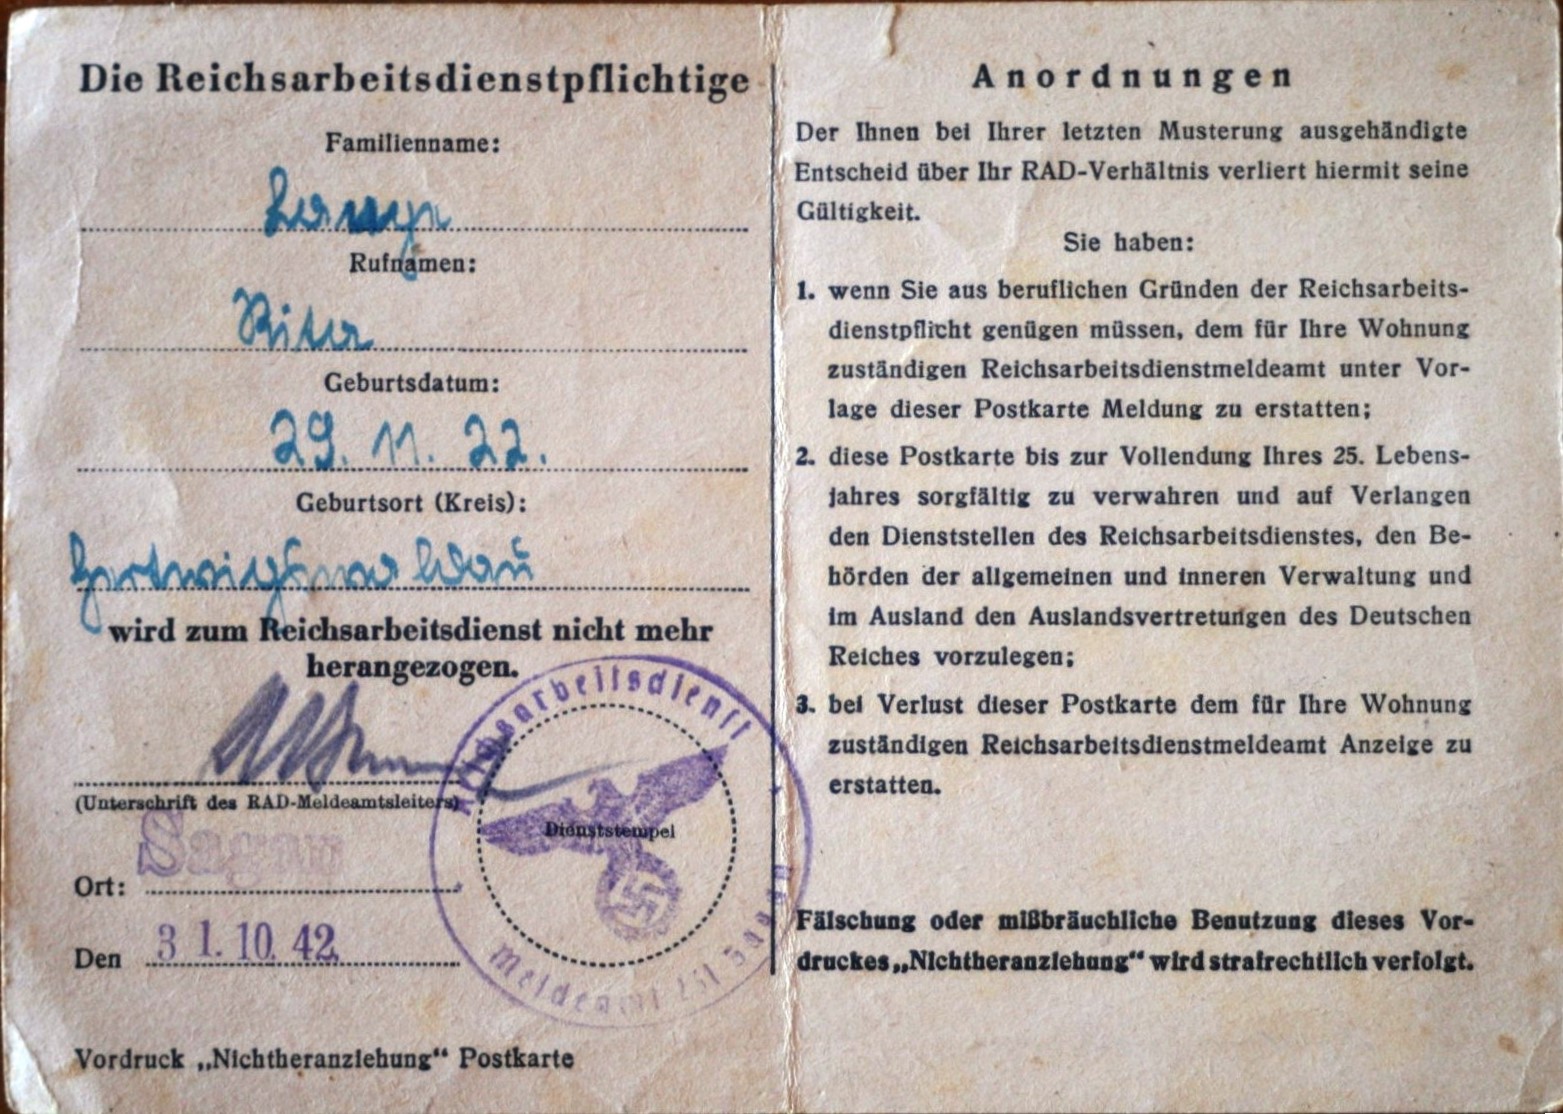 Die Reichsarbeitsdienstpflichtige
Familienname:
Rufnamen:
Rita
Geburtsdatum:
29. 11. 22.
Geburtsort (Kreis):
Hartwigswaldau
wird zum Reichsarbeitsdienst nicht mehr
herangezogen.
(Unterschrift des RAD-Meldeamtsleiters)
Sagan
Ort:
Den 31. 10. 42.
Reichsarbeitsdienst
Dienststempel
Meldeamt Sagan
Vordruck „Nichtheranziehung“ Postkarte
Anordnungen
Der Ihnen bei Ihrer letzten Musterung ausgehändigte
Entscheid über Ihr RAD-Verhältnis verliert hiermit seine
Gültigkeit.
Sie haben:
1. wenn Sie aus beruflichen Gründen der Reichsarbeits-
dienstpflicht genügen müssen, dem für Ihre Wohnung
zuständigen Reichsarbeitsdienstmeldeamt unter Vor-
lage dieser Postkarte Meldung zu erstatten;
2. diese Postkarte bis zur Vollendung Ihres 25. Lebens-
jahres sorgfältig zu verwahren und auf Verlangen
den Dienststellen des Reichsarbeitsdienstes, den Be-
hörden der allgemeinen und inneren Verwaltung und
im Ausland den Auslandsvertretungen des Deutschen
Reiches vorzulegen;
3. bei Verlust dieser Postkarte dem für Ihre Wohnung
zuständigen Reichsarbeitsdienstmeldeamt Anzeige zu
erstatten.
Fälschung oder mißbräuchliche Benutzung dieses Vor-
druckes „Nichtheranziehung“ wird strafrechtlich verfolgt.